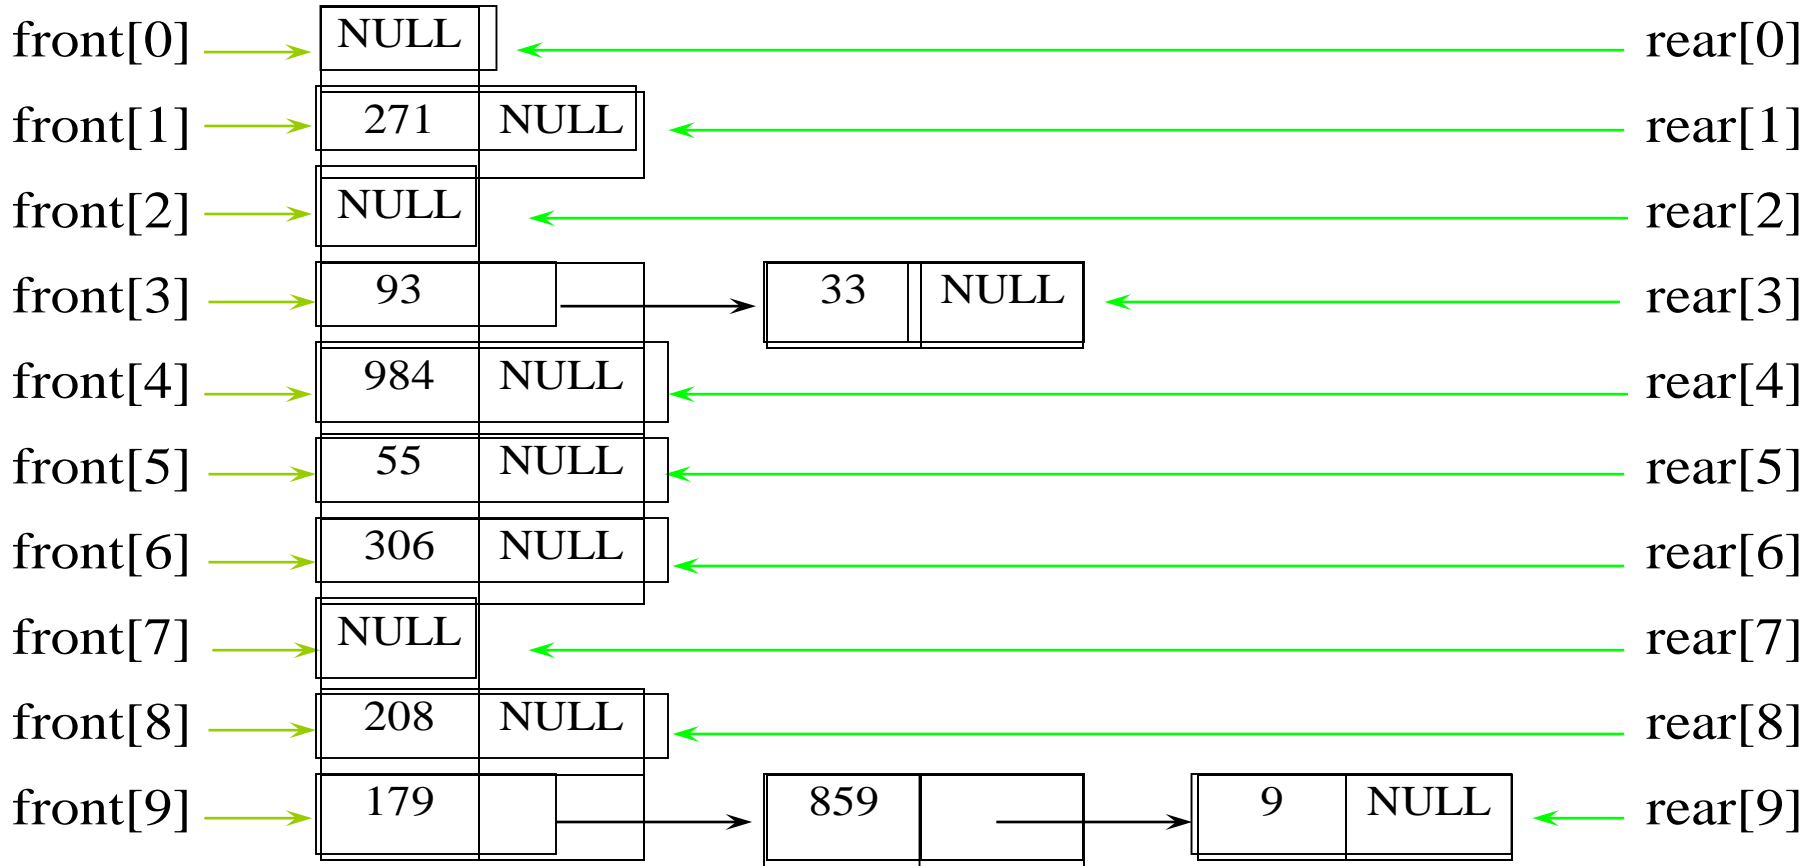 front[0] NULL rear[0]
front[1] 271 NULL rear[1]
front[2] NULL rear[2]
front[3] 93 33 NULL rear[3]
front[4] 984 NULL rear[4]
front[5] 55 NULL rear[5]
front[6] 306 NULL rear[6]
front[7] NULL rear[7]
front[8] 208 NULL rear[8]
front[9] 179 859 9 NULL rear[9]